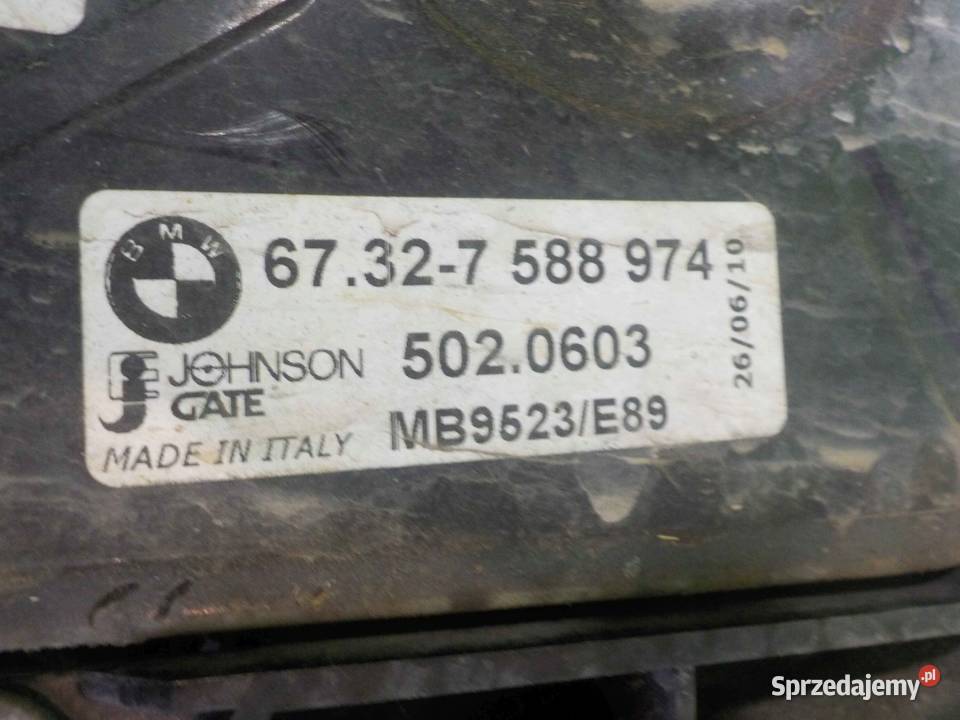 BMW
67.32-7 588 974
26/06/10
JOHNSON
GATE
502.0603
MADE IN ITALY
MB9523/E89
Sprzedajemy.pl